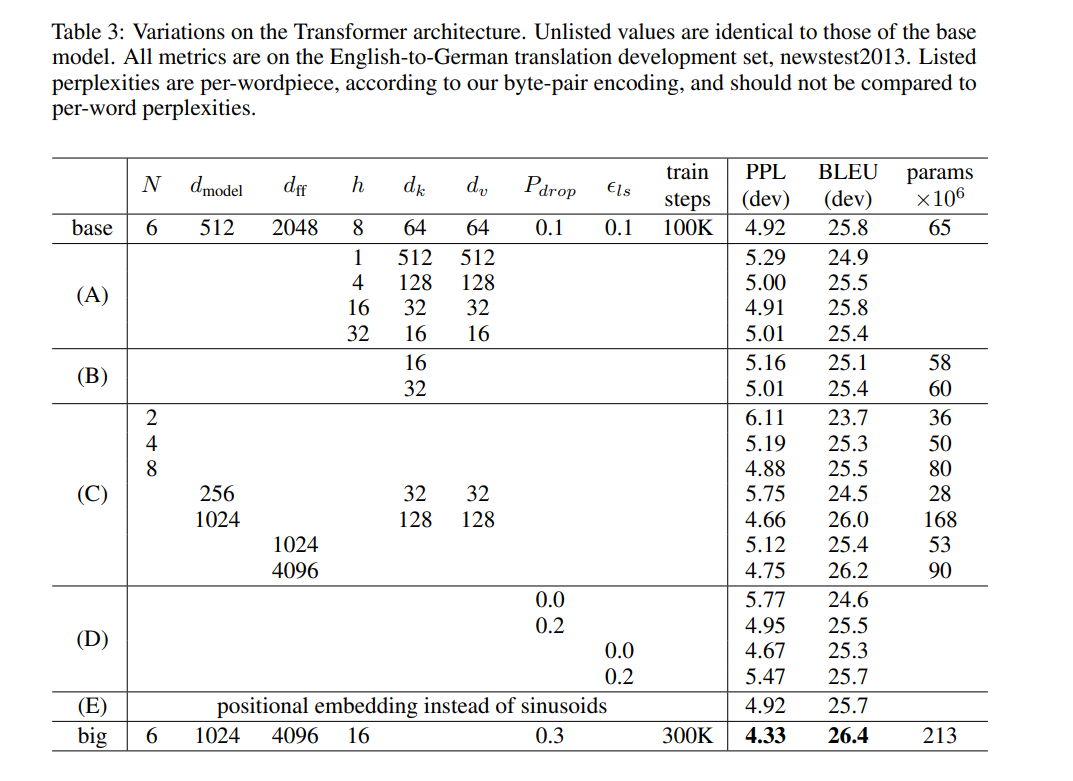 Table 3: Variations on the Transformer architecture. Unlisted values are identical to those of the base
model. All metrics are on the English-to-German translation development set, newstest2013. Listed
perplexities are per-wordpiece, according to our byte-pair encoding, and should not be compared to
per-word perplexities.
N d_model d_ff h d_k d_v P_drop ϵ_ls train steps PPL (dev) BLEU (dev) params ×10^6
base 6 512 2048 8 64 64 0.1 0.1 100K 4.92 25.8 65
(A)
1 512 512 5.29 24.9
4 128 128 5.00 25.5
16 32 32 4.91 25.8
32 16 16 5.01 25.4
(B)
16 5.16 25.1 58
32 5.01 25.4 60
(C)
2 6.11 23.7 36
4 5.19 25.3 50
8 4.88 25.5 80
256 32 32 5.75 24.5 28
1024 128 128 4.66 26.0 168
1024 5.12 25.4 53
4096 4.75 26.2 90
(D)
0.0 5.77 24.6
0.2 4.95 25.5
0.0 4.67 25.3
0.2 5.47 25.7
(E) positional embedding instead of sinusoids 4.92 25.7
big 6 1024 4096 16 0.3 300K 4.33 26.4 213